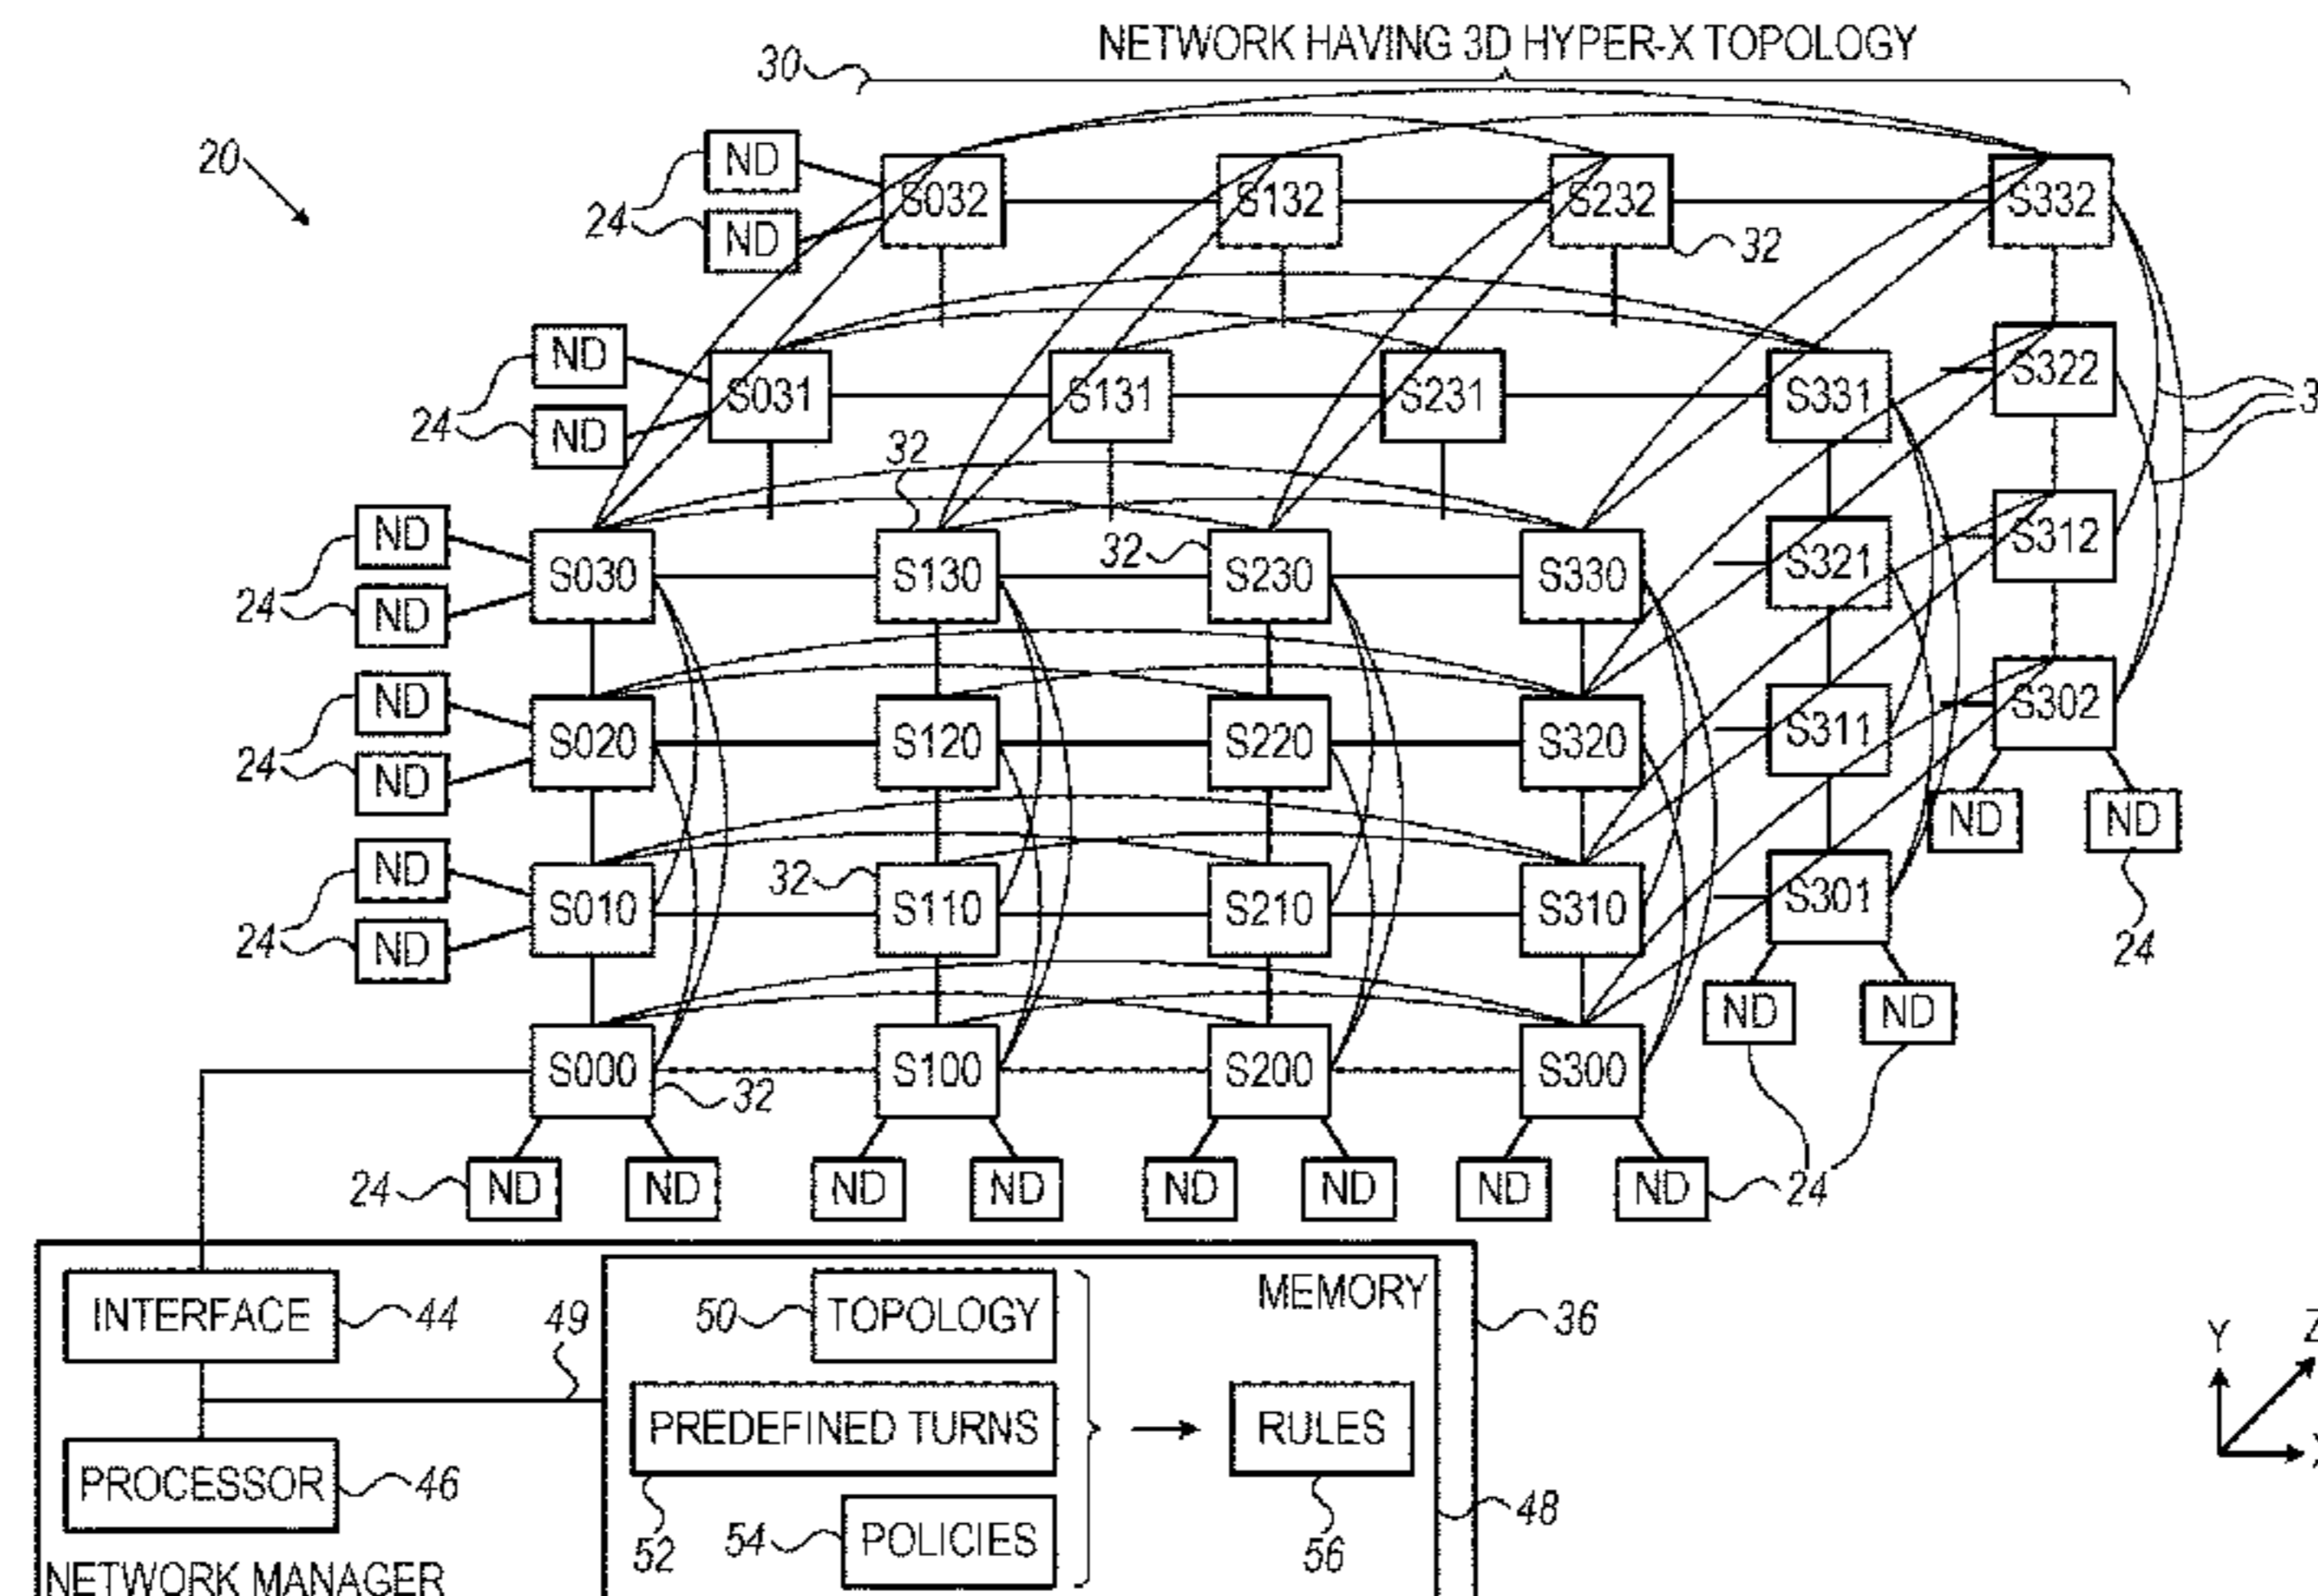 NETWORK HAVING 3D HYPER-X TOPOLOGY
30
20
ND
S032 S132 S232 S332
24
ND
32
ND
S322
24
S031 S131 S231 S331
3
ND
32
ND
S312
24
S030 S130 32 S230 S330 S321
ND
ND
S302
24
S020 S120 S220 S320 S311
ND
ND ND
ND
24
32
S010 S110 S210 S310 S301
ND
24
ND ND
S000 S100 S200 S300
32
24
ND ND ND ND ND ND ND ND
24
INTERFACE 44
49
50 TOPOLOGY
MEMORY
36
PREDEFINED TURNS
RULES
PROCESSOR 46
52
54 POLICIES
56
48
NETWORK MANAGER
Y
Z
X